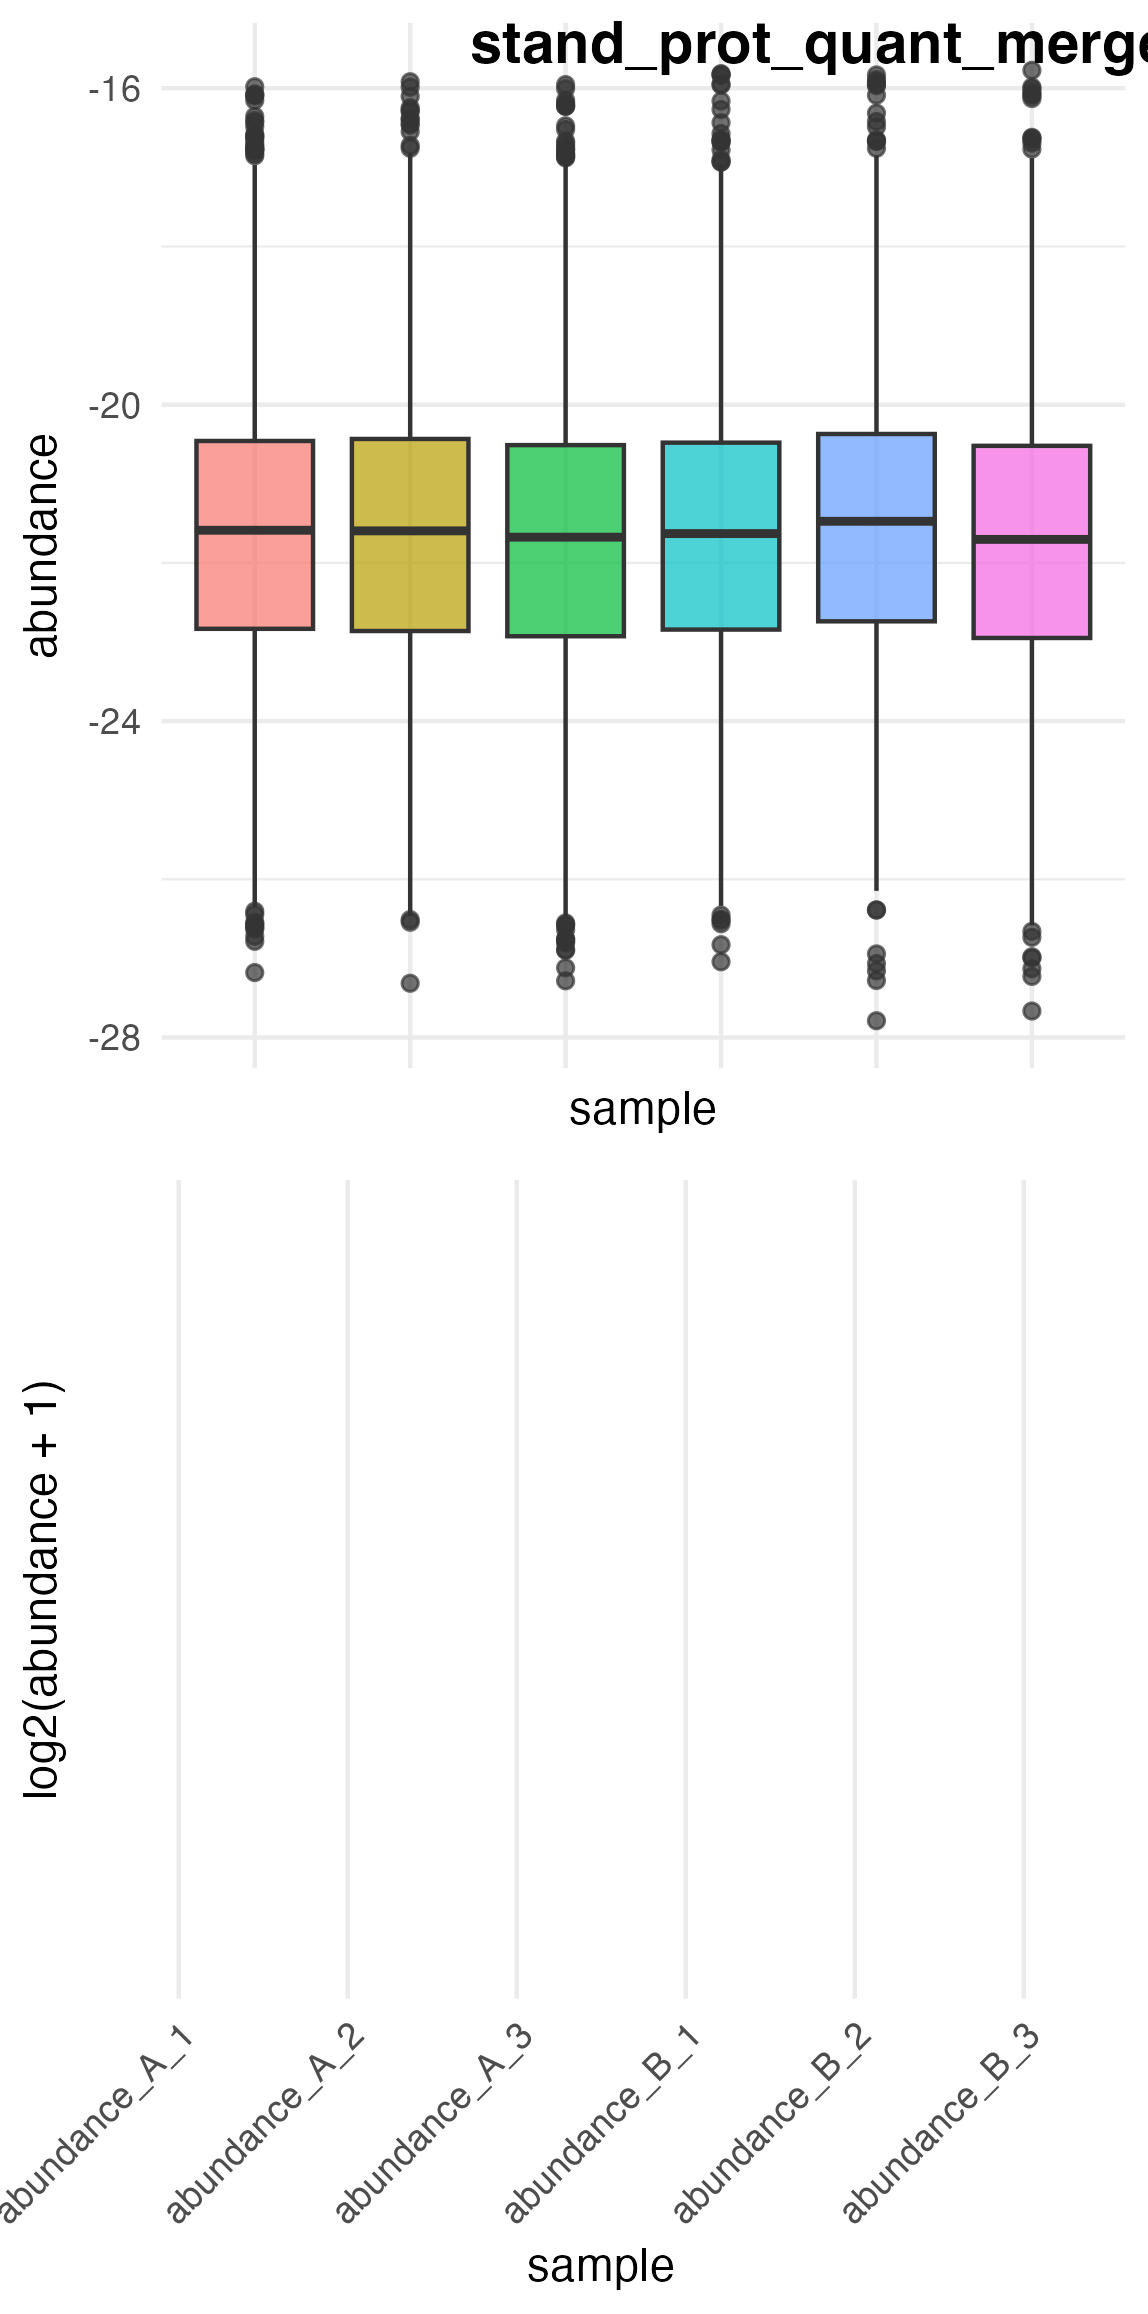 stand_prot_quant_merge
-16
-20
-24
-28
abundance
sample
log2(abundance + 1)
abundance_A_1
abundance_A_2
abundance_A_3
abundance_B_1
abundance_B_2
abundance_B_3
sample